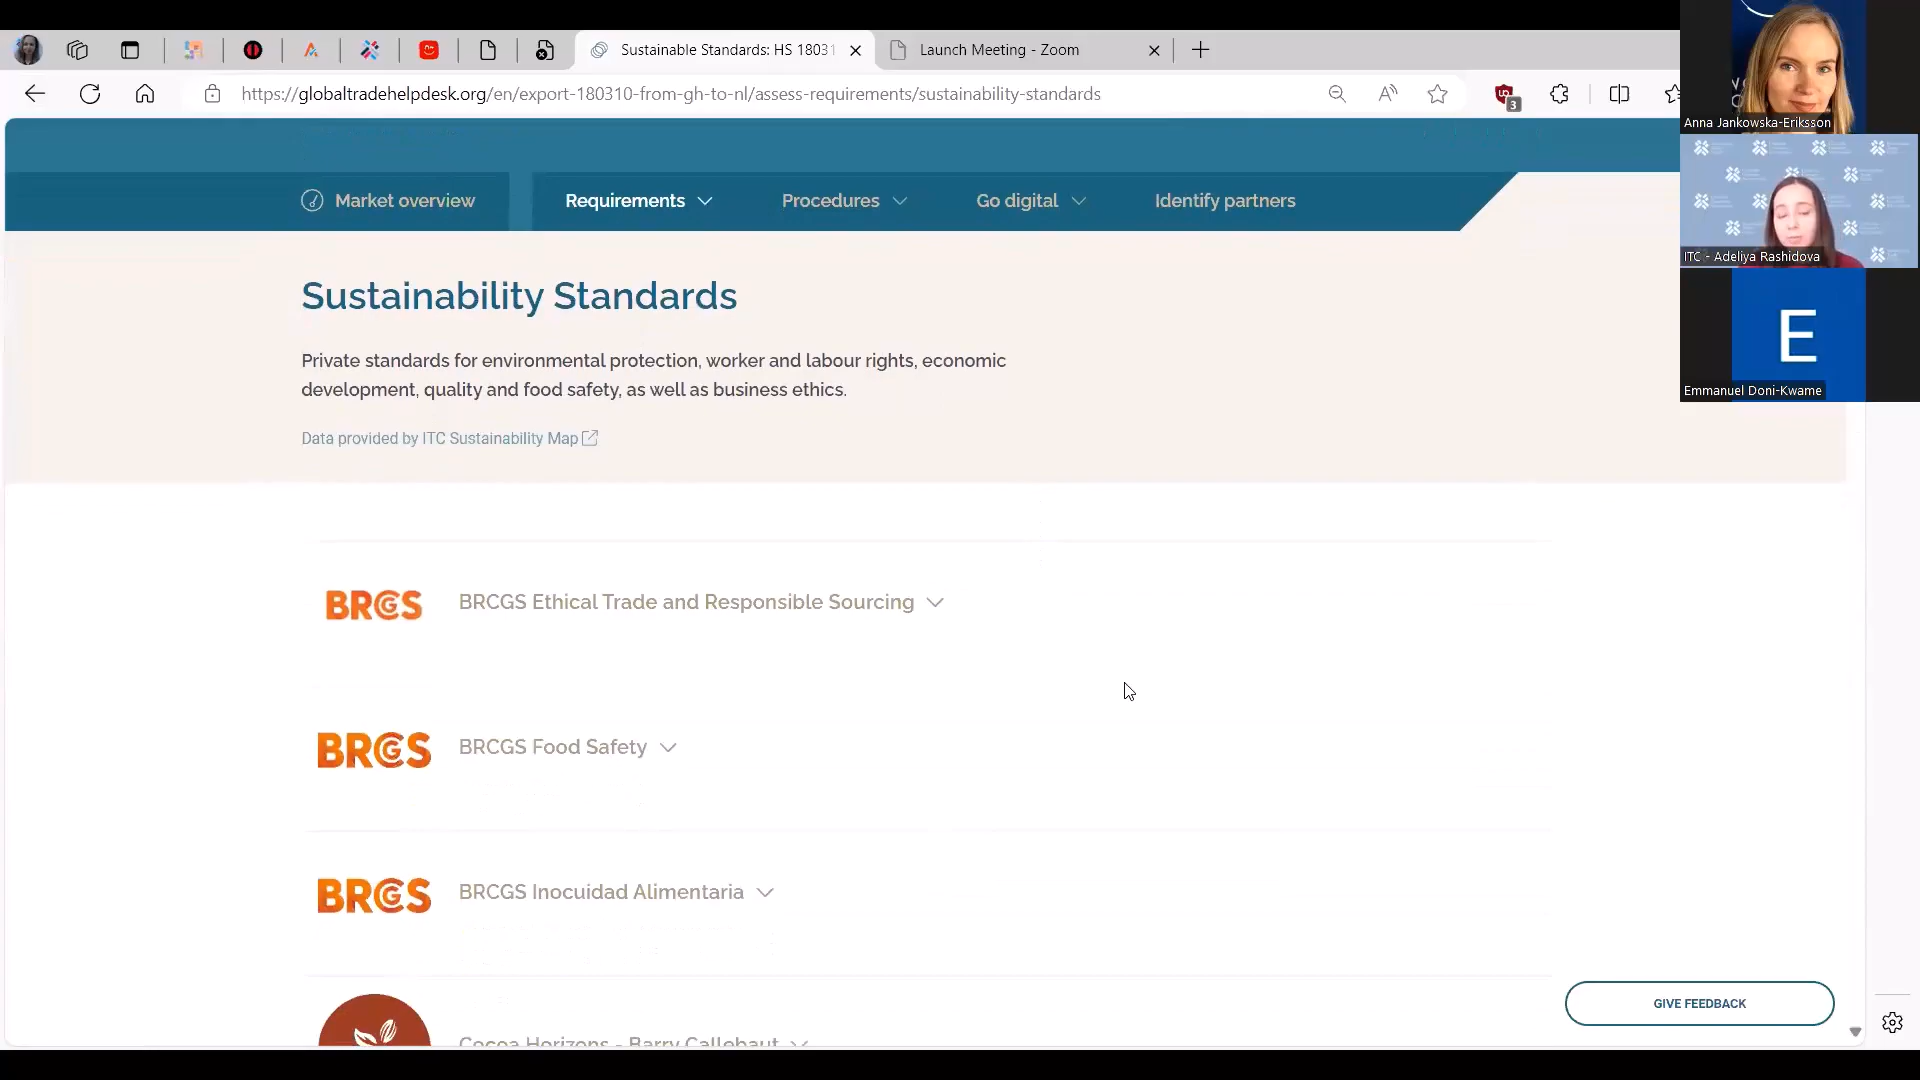 Sustainable Standards: HS 18031
Launch Meeting - Zoom
https://globaltradehelpdesk.org/en/export-180310-from-gh-to-nl/assess-requirements/sustainability-standards
3
Anna Jankowska-Eriksson
ITC - Adeliya Rashidova
E
Emmanuel Doni-Kwame
Market overview
Requirements
Procedures
Go digital
Identify partners
Sustainability Standards
Private standards for environmental protection, worker and labour rights, economic
development, quality and food safety, as well as business ethics.
Data provided by ITC Sustainability Map
BRCGS
BRCGS Ethical Trade and Responsible Sourcing
BRCGS
BRCGS Food Safety
BRCGS
BRCGS Inocuidad Alimentaria
Cocoa Horizons - Barry Callebaut
GIVE FEEDBACK